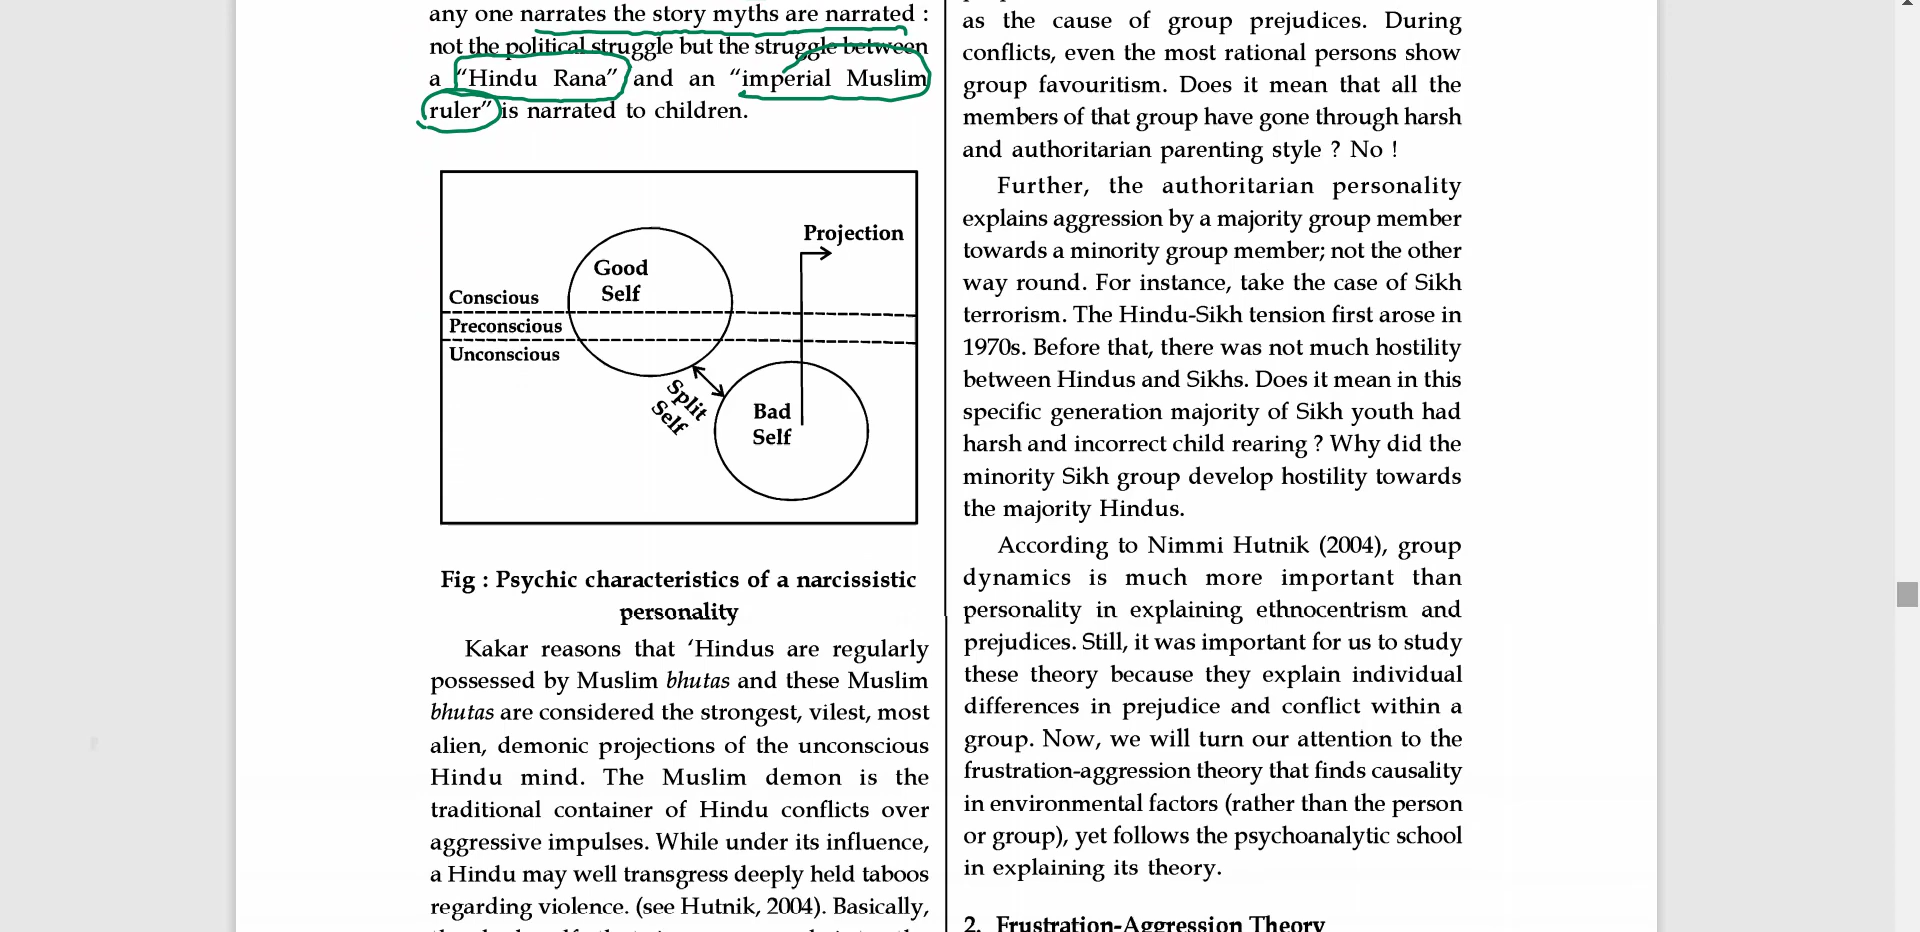 any one narrates the story myths are narrated :
not the political struggle but the struggle between
a “Hindu Rana” and an “imperial Muslim
ruler” is narrated to children.
Projection
Good
Self
Conscious
Preconscious
Unconscious
Split
Self
Bad
Self
Fig : Psychic characteristics of a narcissistic
personality
Kakar reasons that ‘Hindus are regularly
possessed by Muslim bhutas and these Muslim
bhutas are considered the strongest, vilest, most
alien, demonic projections of the unconscious
Hindu mind. The Muslim demon is the
traditional container of Hindu conflicts over
aggressive impulses. While under its influence,
a Hindu may well transgress deeply held taboos
regarding violence. (see Hutnik, 2004). Basically,
as the cause of group prejudices. During
conflicts, even the most rational persons show
group favouritism. Does it mean that all the
members of that group have gone through harsh
and authoritarian parenting style ? No !
Further, the authoritarian personality
explains aggression by a majority group member
towards a minority group member; not the other
way round. For instance, take the case of Sikh
terrorism. The Hindu-Sikh tension first arose in
1970s. Before that, there was not much hostility
between Hindus and Sikhs. Does it mean in this
specific generation majority of Sikh youth had
harsh and incorrect child rearing ? Why did the
minority Sikh group develop hostility towards
the majority Hindus.
According to Nimmi Hutnik (2004), group
dynamics is much more important than
personality in explaining ethnocentrism and
prejudices. Still, it was important for us to study
these theory because they explain individual
differences in prejudice and conflict within a
group. Now, we will turn our attention to the
frustration-aggression theory that finds causality
in environmental factors (rather than the person
or group), yet follows the psychoanalytic school
in explaining its theory.
2. Frustration-Aggression Theory